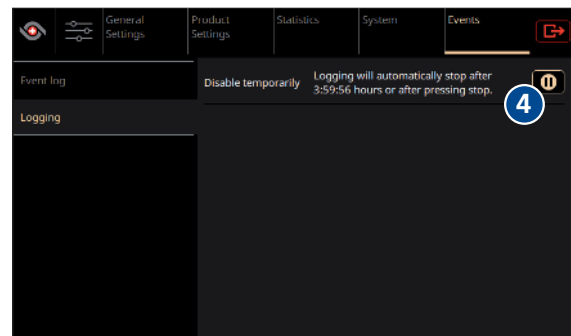 General
Settings
Product
Settings
Statistics
System
Events
Event log
Logging
Disable temporarily
Logging will automatically stop after
3:59:56 hours or after pressing stop.
4